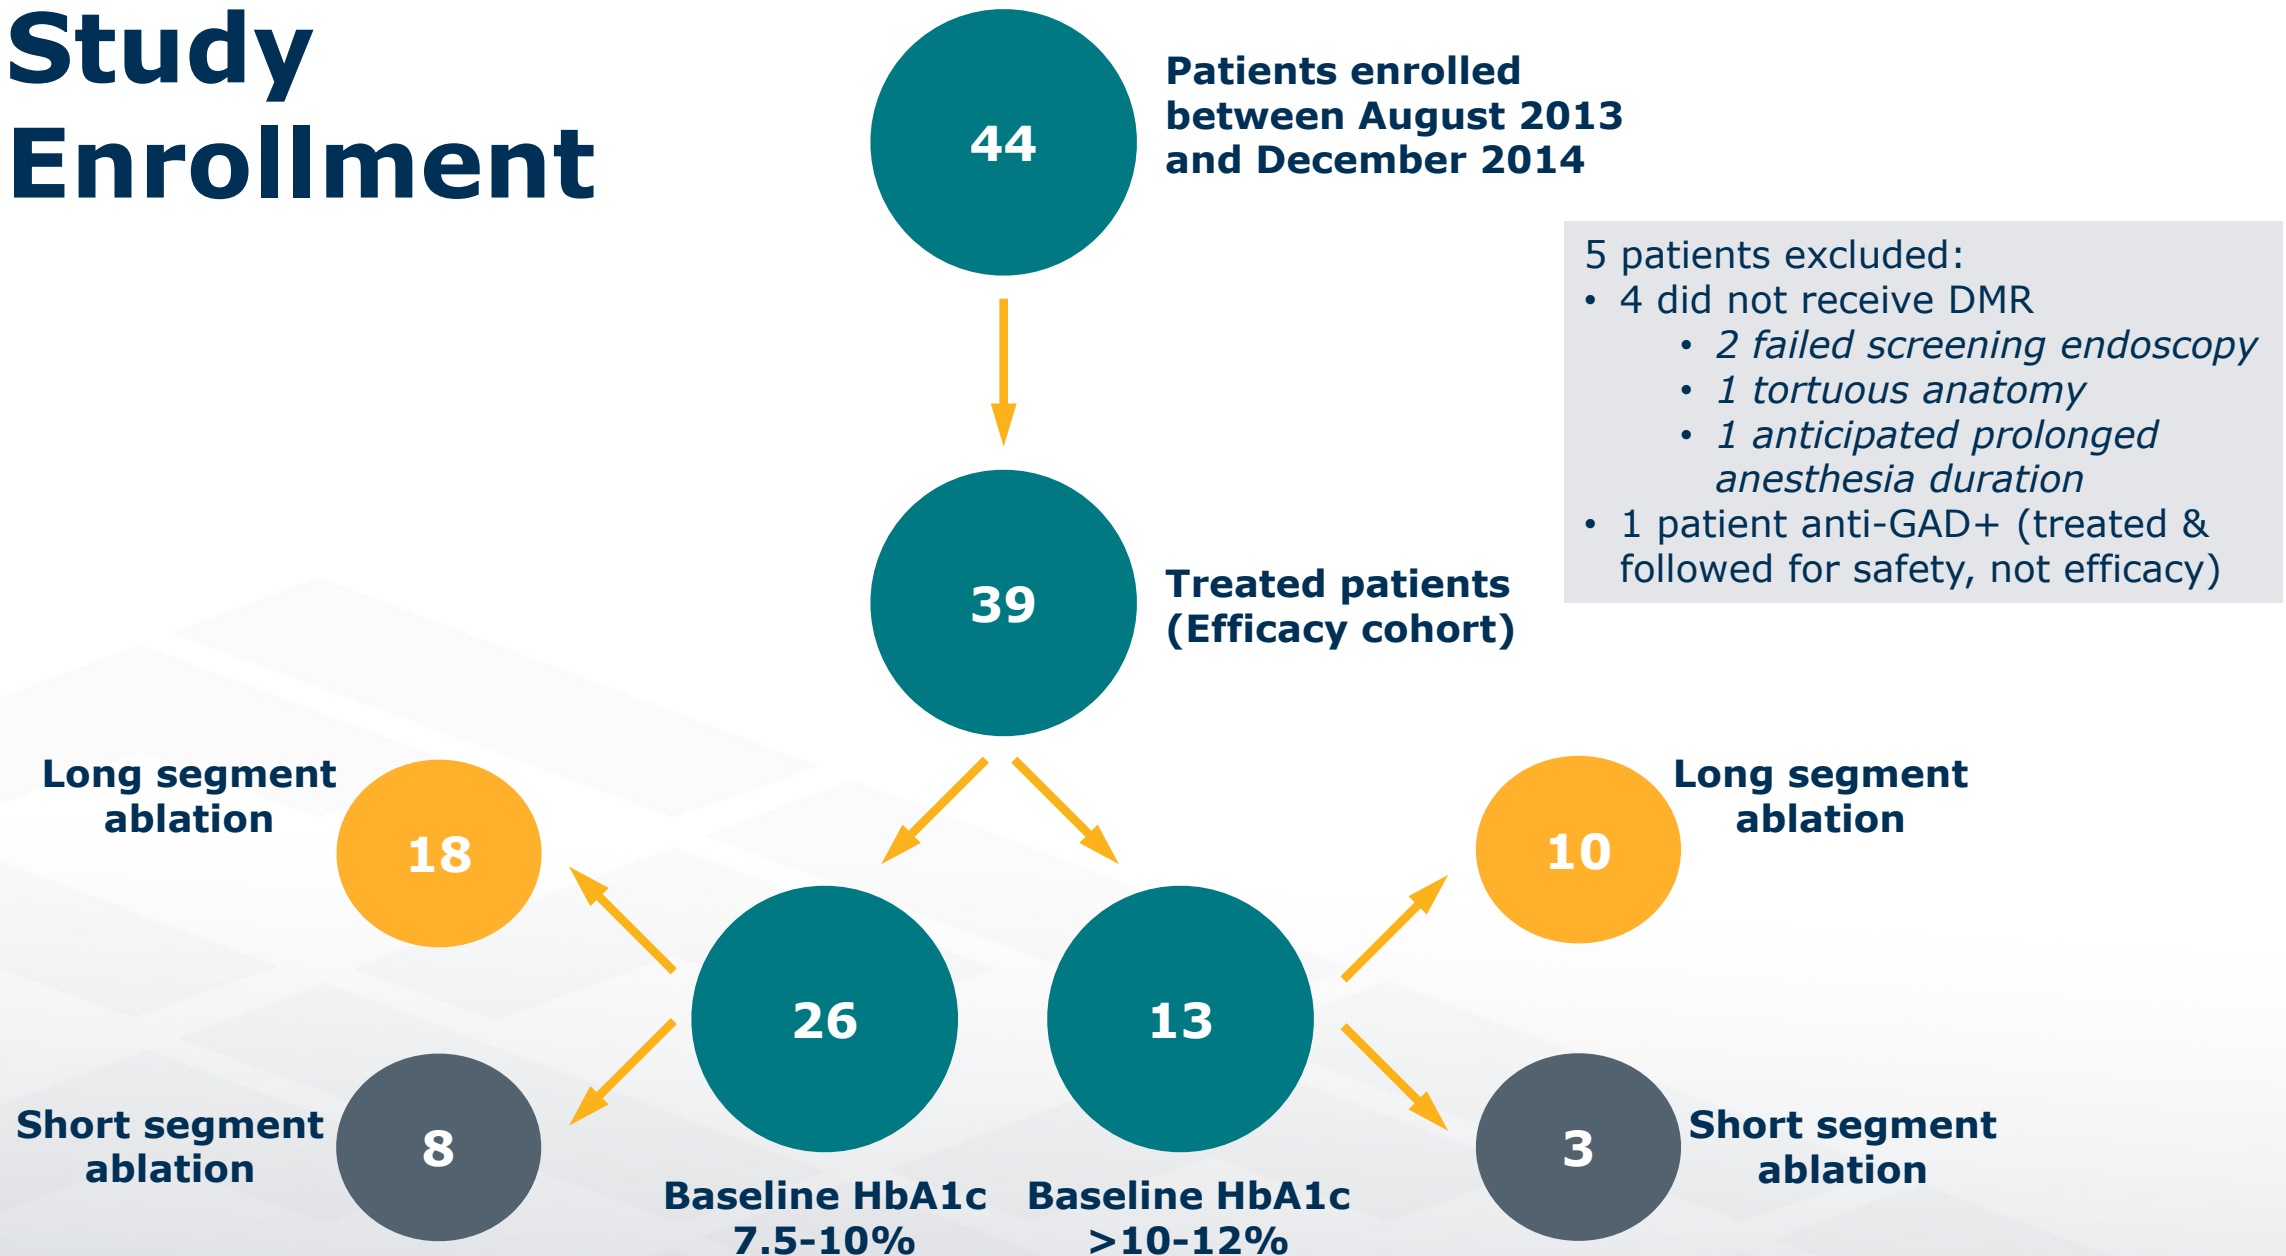 Study
Enrollment
44
Patients enrolled
between August 2013
and December 2014
5 patients excluded:
• 4 did not receive DMR
• 2 failed screening endoscopy
• 1 tortuous anatomy
• 1 anticipated prolonged
anesthesia duration
• 1 patient anti-GAD+ (treated &
followed for safety, not efficacy)
39
Treated patients
(Efficacy cohort)
Long segment
ablation
18
26
Short segment
ablation
8
Baseline HbA1c
7.5-10%
13
Baseline HbA1c
>10-12%
10
Long segment
ablation
3
Short segment
ablation